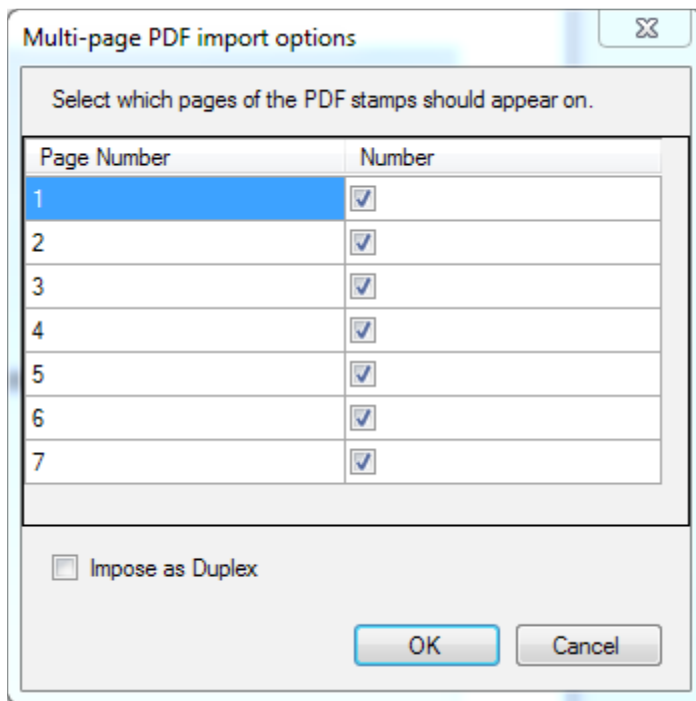 Multi-page PDF import options
Select which pages of the PDF stamps should appear on.
Page Number Number
1
2
3
4
5
6
7
Impose as Duplex
OK Cancel